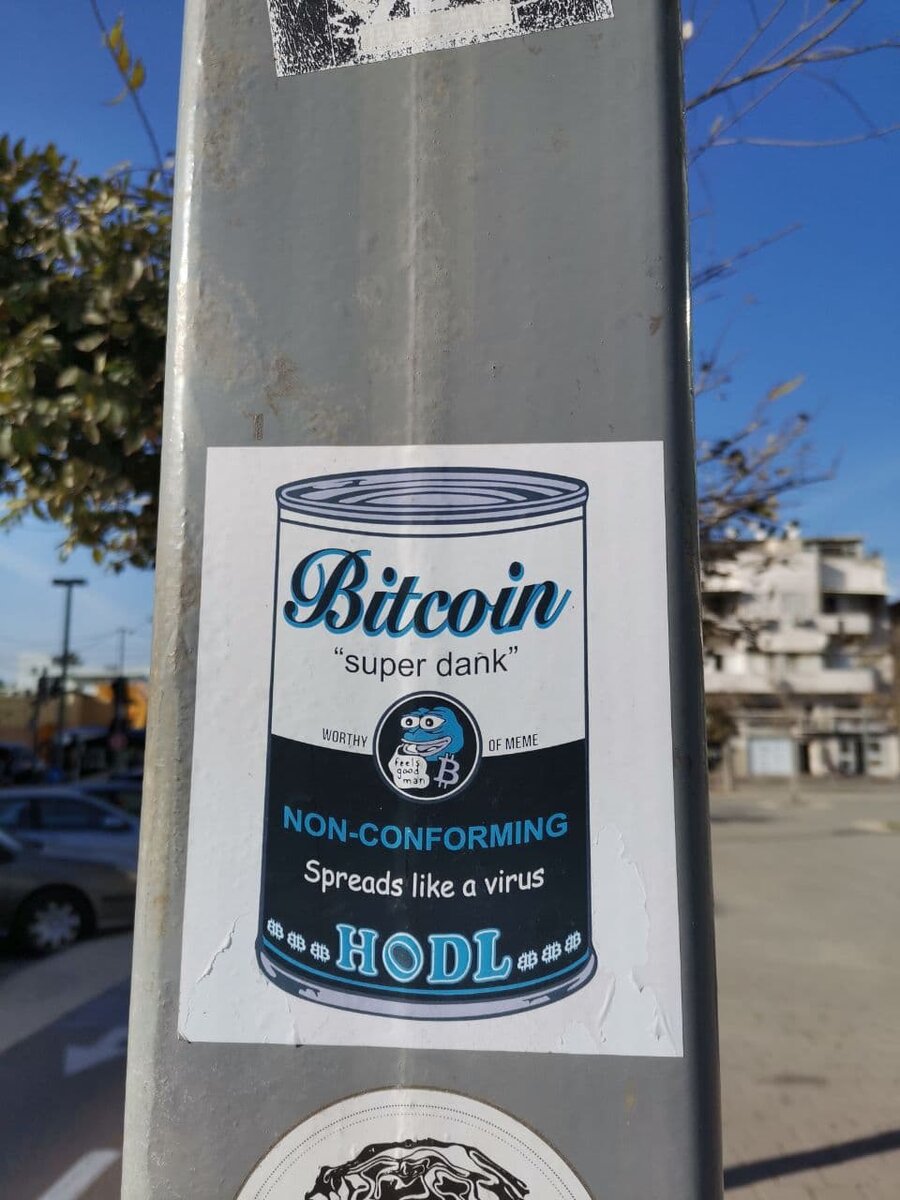 Bitcoin
“super dank”
WORTHY OF MEME
feels
good
man
NON-CONFORMING
Spreads like a virus
HODL